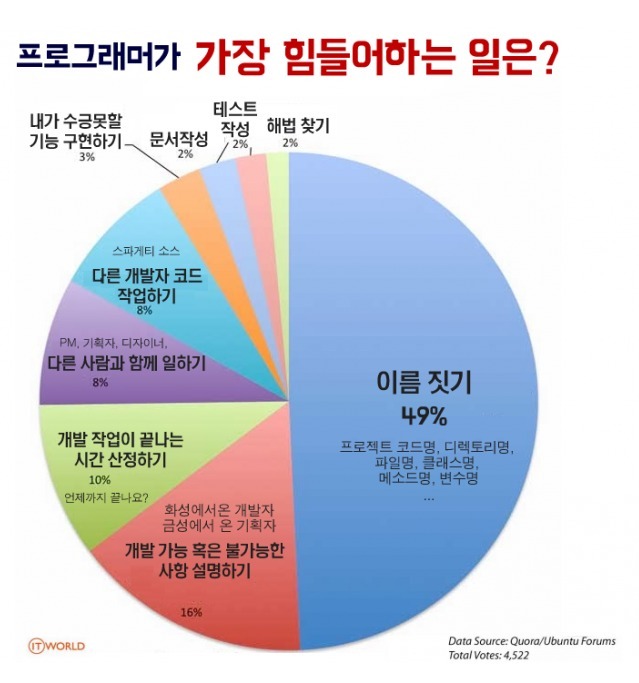 프로그래머가 가장 힘들어하는 일은?
내가 수긍못할
기능 구현하기
3%
문서작성
2%
테스트
작성
2%
해법 찾기
2%
이름 짓기
49%
프로젝트 코드명, 디렉토리명,
파일명, 클래스명,
메소드명, 변수명
...
화성에서온 개발자
금성에서 온 기획자
개발 가능 혹은 불가능한
사항 설명하기
16%
개발 작업이 끝나는
시간 산정하기
10%
언제까지 끝나요?
PM, 기획자, 디자이너,
다른 사람과 함께 일하기
8%
스파게티 소스
다른 개발자 코드
작업하기
8%
ITWORLD
Data Source: Quora/Ubuntu Forums
Total Votes: 4,522